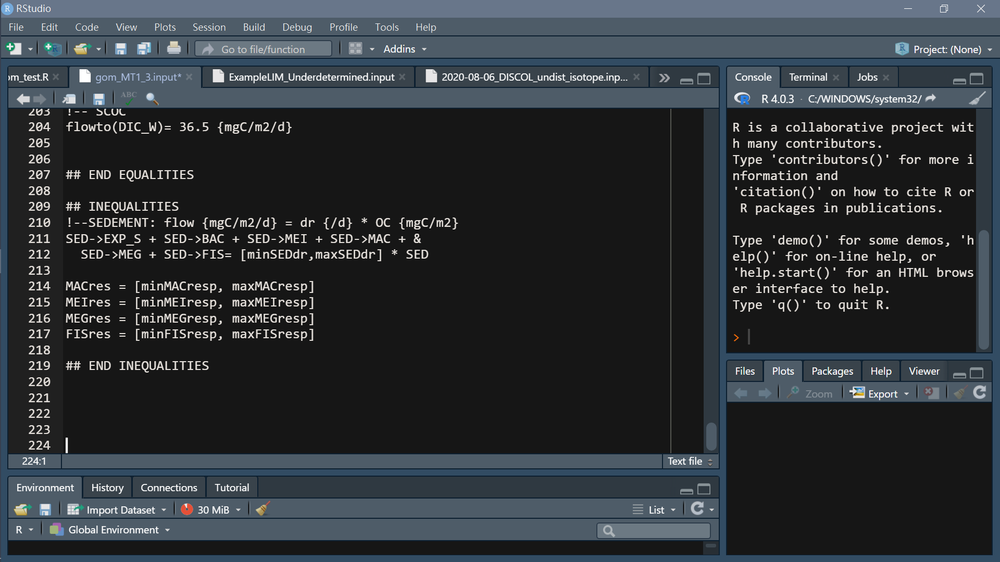 RStudio
File Edit Code View Plots Session Build Debug Profile Tools Help
Go to file/function Addins Project: (None)
om_test.R gom_MT1_3.input* ExampleLIM_Underdetermined.input 2020-08-06_DISCOL_undist_isotope.inp...
ABC
203 !-- SCOC
204 flowto(DIC_W)= 36.5 {mgC/m2/d}
205
206
207 ## END EQUALITIES
208
209 ## INEQUALITIES
210 !--SEDEMENT: flow {mgC/m2/d} = dr {/d} * OC {mgC/m2}
211 SED->EXP_S + SED->BAC + SED->MEI + SED->MAC + &
212 SED->MEG + SED->FIS= [minSEDdr,maxSEDdr] * SED
213
214 MACres = [minMACresp, maxMACresp]
215 MEIres = [minMEIresp, maxMEIresp]
216 MEGres = [minMEGresp, maxMEGresp]
217 FISres = [minFISresp, maxFISresp]
218
219 ## END INEQUALITIES
220
221
222
223
224
224:1 Text file
Environment History Connections Tutorial
Import Dataset 30 MiB List
R Global Environment
Console Terminal Jobs
R 4.0.3 · C:/WINDOWS/system32/
R is a collaborative project wit
h many contributors.
Type 'contributors()' for more i
nformation and
'citation()' on how to cite R or
R packages in publications.
Type 'demo()' for some demos, 'h
elp()' for on-line help, or
'help.start()' for an HTML brows
er interface to help.
Type 'q()' to quit R.
>
Files Plots Packages Help Viewer
Zoom Export